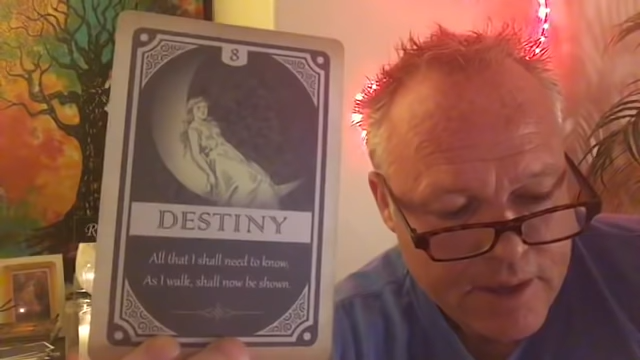 8
DESTINY
All that I shall need to know,
As I walk, shall now be shown.